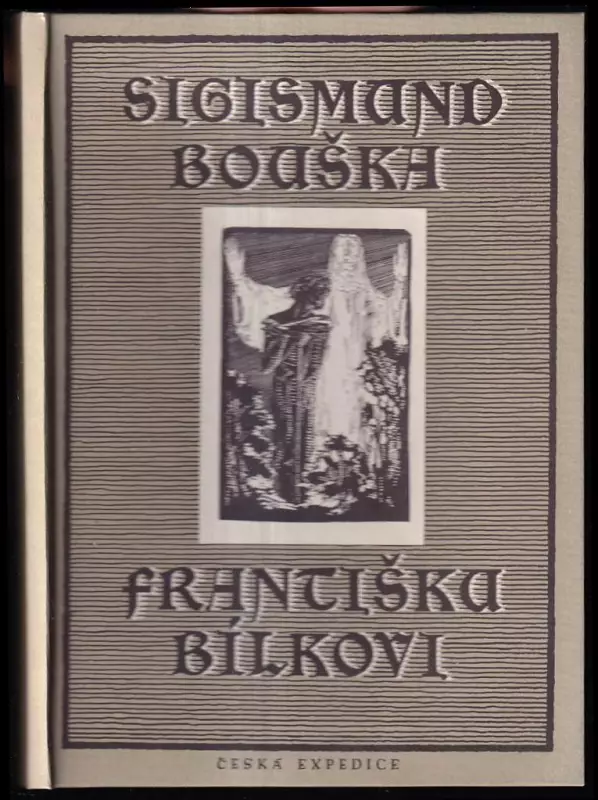 SIGISMUND
BOUŠKA
FRANTIŠKU
BÍLKOVI
ČESKÁ EXPEDICE